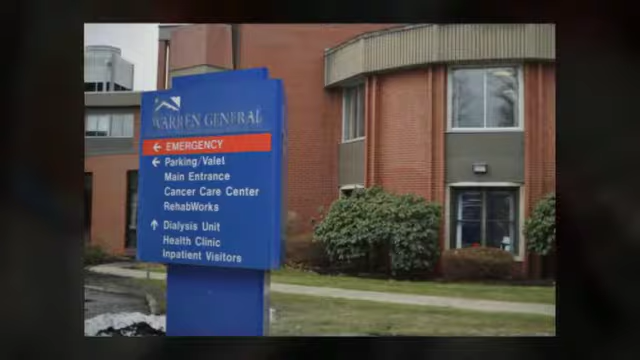 WARREN GENERAL
← EMERGENCY
← Parking/Valet
Main Entrance
Cancer Care Center
RehabWorks
↑ Dialysis Unit
Health Clinic
Inpatient Visitors